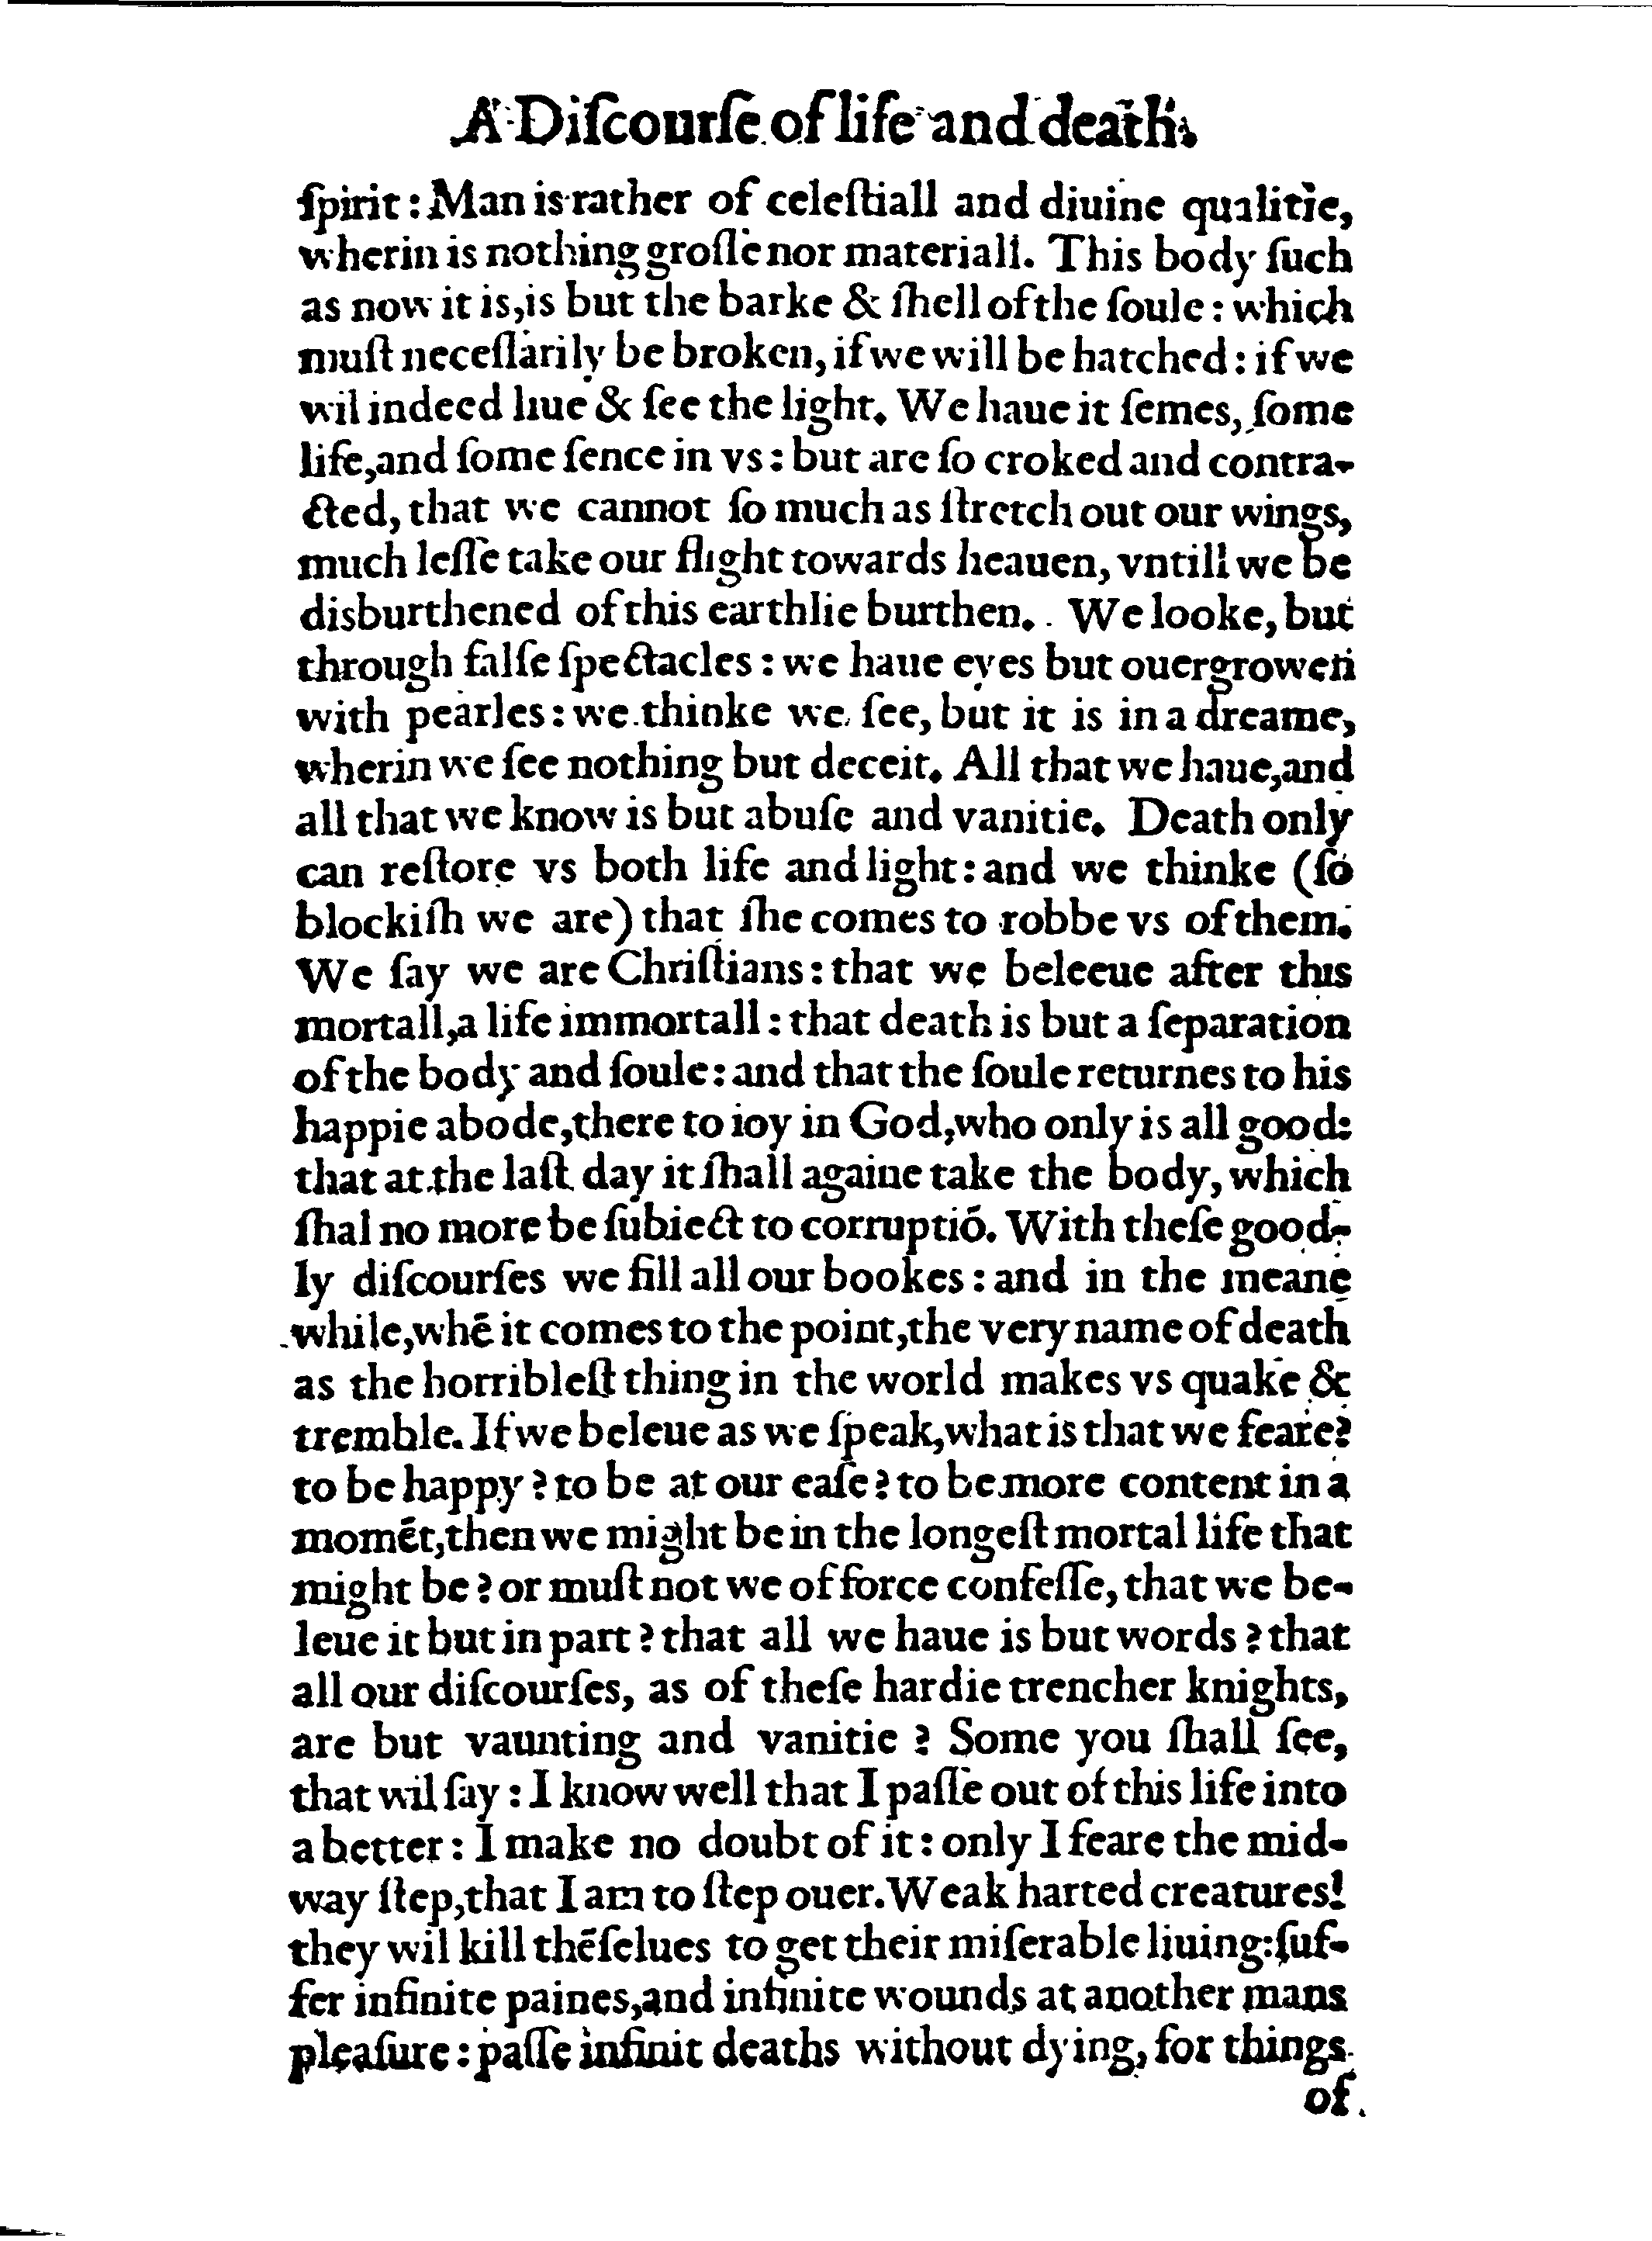 A Diſcourſe of life and death.
ſpirit: Man is rather of celeſtiall and diuine qualitie,
wherin is nothing groſſe nor materiall. This body ſuch
as now it is, is but the barke & ſhell of the ſoule: which
muſt neceſſarily be broken, if we will be hatched: if we
wil indeed liue & ſee the light. We haue it ſemes, ſome
life, and ſome ſence in vs: but are ſo croked and contra-
cted, that we cannot ſo much as ſtretch out our wings,
much leſſe take our flight towards heauen, vntill we be
disburthened of this earthlie burthen. We looke, but
through falſe ſpectacles: we haue eyes but ouergrowen
with pearles: we thinke we ſee, but it is in a dreame,
wherin we ſee nothing but deceit. All that we haue, and
all that we know is but abuſe and vanitie. Death only
can reſtore vs both life and light: and we thinke (ſo
blockiſh we are) that ſhe comes to robbe vs of them.
We ſay we are Chriſtians: that we beleeue after this
mortall, a life immortall: that death is but a ſeparation
of the body and ſoule: and that the ſoule returnes to his
happie abode, there to ioy in God, who only is all good:
that at the laſt day it ſhall againe take the body, which
ſhal no more be ſubiect to corruptiō. With theſe good-
ly diſcourſes we fill all our bookes: and in the meane
while, whē it comes to the point, the very name of death
as the horribleſt thing in the world makes vs quake &
tremble. If we beleue as we ſpeak, what is that we feare?
to be happy? to be at our eaſe? to be more content in a
momēt, then we might be in the longeſt mortal life that
might be? or muſt not we of force confeſſe, that we be-
leue it but in part? that all we haue is but words? that
all our diſcourſes, as of theſe hardie trencher knights,
are but vaunting and vanitie? Some you ſhall ſee,
that wil ſay: I know well that I paſſe out of this life into
a better: I make no doubt of it: only I feare the mid-
way ſtep, that I am to ſtep ouer. Weak harted creatures!
they wil kill thēſelues to get their miſerable liuing: ſuf-
fer infinite paines, and infinite wounds at another mans
pleaſure: paſſe infinit deaths without dying, for things
of